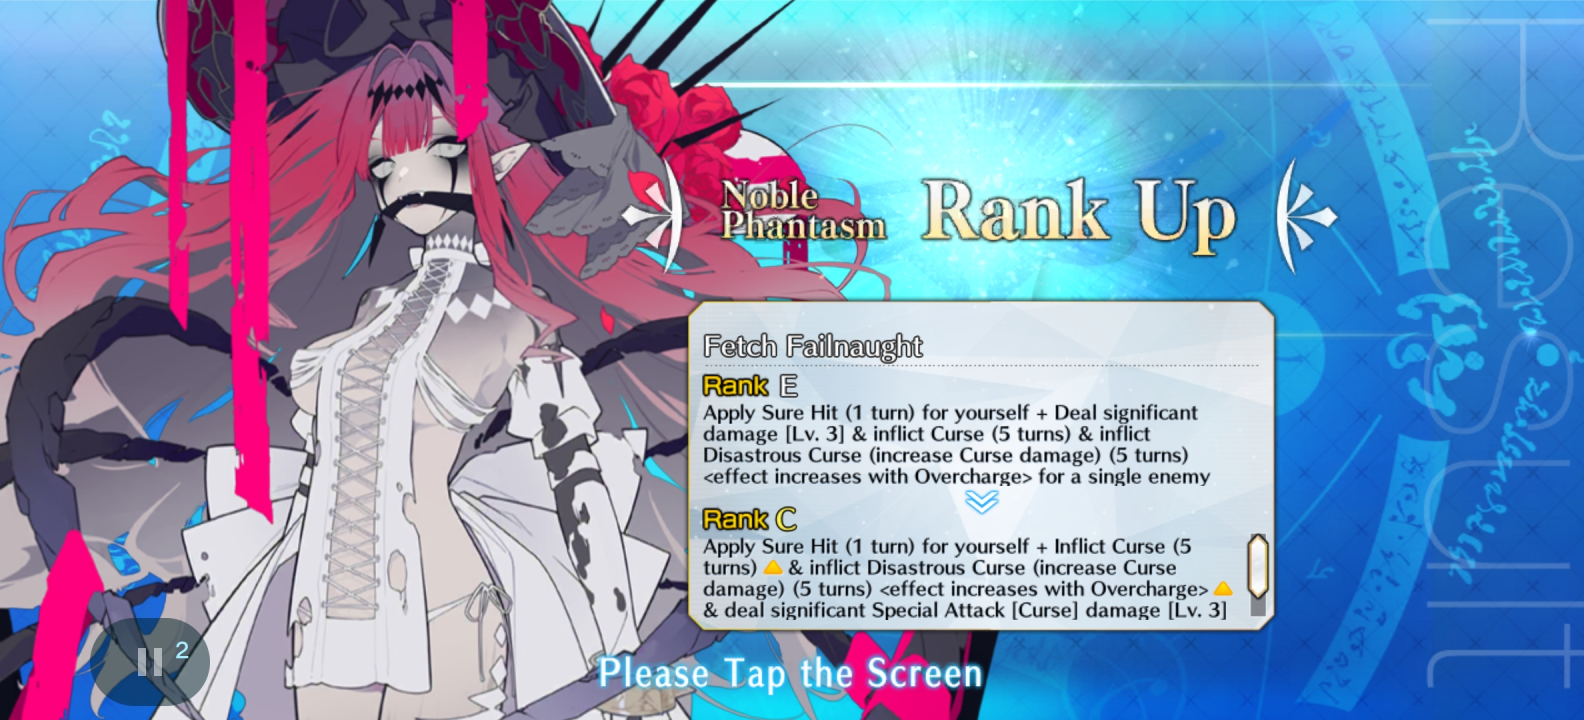 Noble
Phantasm
Rank Up
Fetch Failnaught
Rank E
Apply Sure Hit (1 turn) for yourself + Deal significant
damage [Lv. 3] & inflict Curse (5 turns) & inflict
Disastrous Curse (increase Curse damage) (5 turns)
<effect increases with Overcharge> for a single enemy
Rank C
Apply Sure Hit (1 turn) for yourself + Inflict Curse (5
turns) & inflict Disastrous Curse (increase Curse
damage) (5 turns) <effect increases with Overcharge>
& deal significant Special Attack [Curse] damage [Lv. 3]
Please Tap the Screen
2
Result